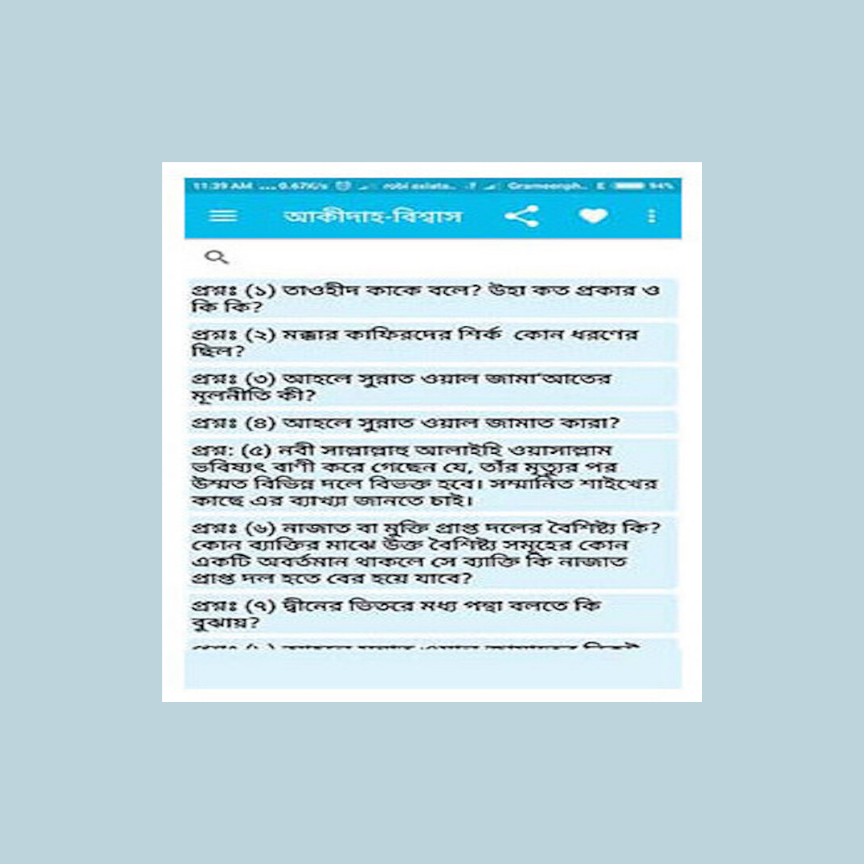 11:39 AM ... 0.67K/s robi axiata.. Grameenph.. E 94%
আকীদাহ-বিশ্বাস
প্রশ্নঃ (১) তাওহীদ কাকে বলে? উহা কত প্রকার ও
কি কি?
প্রশ্নঃ (২) মক্কার কাফিরদের শির্ক কোন ধরণের
ছিল?
প্রশ্নঃ (৩) আহলে সুন্নাত ওয়াল জামা‘আতের
মূলনীতি কী?
প্রশ্নঃ (৪) আহলে সুন্নাত ওয়াল জামাত কারা?
প্রশ্ন: (৫) নবী সাল্লাল্লাহু আলাইহি ওয়াসাল্লাম
ভবিষ্যৎ বাণী করে গেছেন যে, তাঁর মৃত্যুর পর
উম্মত বিভিন্ন দলে বিভক্ত হবে। সম্মানিত শাইখের
কাছে এর ব্যাখ্যা জানতে চাই।
প্রশ্নঃ (৬) নাজাত বা মুক্তি প্রাপ্ত দলের বৈশিষ্ট্য কি?
কোন ব্যাক্তির মাঝে উক্ত বৈশিষ্ট্য সমূহের কোন
একটি অবর্তমান থাকলে সে ব্যাক্তি কি নাজাত
প্রাপ্ত দল হতে বের হয়ে যাবে?
প্রশ্নঃ (৭) দ্বীনের ভিতরে মধ্য পন্থা বলতে কি
বুঝায়?